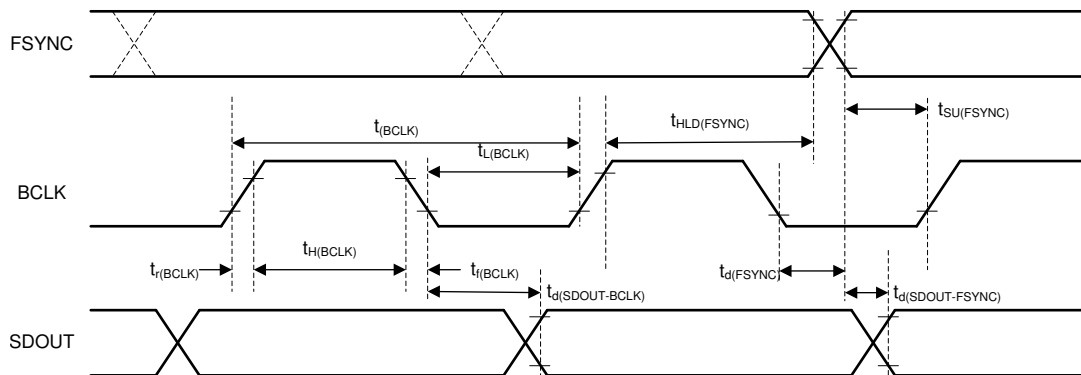 FSYNC
t(BCLK)
tHLD(FSYNC)
tSU(FSYNC)
tL(BCLK)
BCLK
tH(BCLK)
tr(BCLK)
tf(BCLK)
td(FSYNC)
td(SDOUT-BCLK)
td(SDOUT-FSYNC)
SDOUT